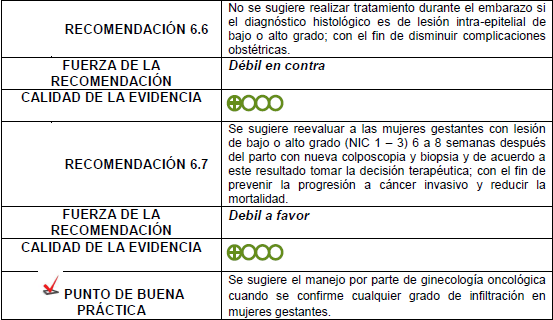 RECOMENDACIÓN 6.6
No se sugiere realizar tratamiento durante el embarazo si
el diagnóstico histológico es de lesión intra-epitelial de
bajo o alto grado; con el fin de disminuir complicaciones
obstétricas.
FUERZA DE LA
RECOMENDACIÓN
Débil en contra
CALIDAD DE LA EVIDENCIA
RECOMENDACIÓN 6.7
Se sugiere reevaluar a las mujeres gestantes con lesión
de bajo o alto grado (NIC 1 – 3) 6 a 8 semanas después
del parto con nueva colposcopia y biopsia y de acuerdo a
este resultado tomar la decisión terapéutica; con el fin de
prevenir la progresión a cáncer invasivo y reducir la
mortalidad.
FUERZA DE LA
RECOMENDACIÓN
Debil a favor
CALIDAD DE LA EVIDENCIA
PUNTO DE BUENA
PRÁCTICA
Se sugiere el manejo por parte de ginecología oncológica
cuando se confirme cualquier grado de infiltración en
mujeres gestantes.